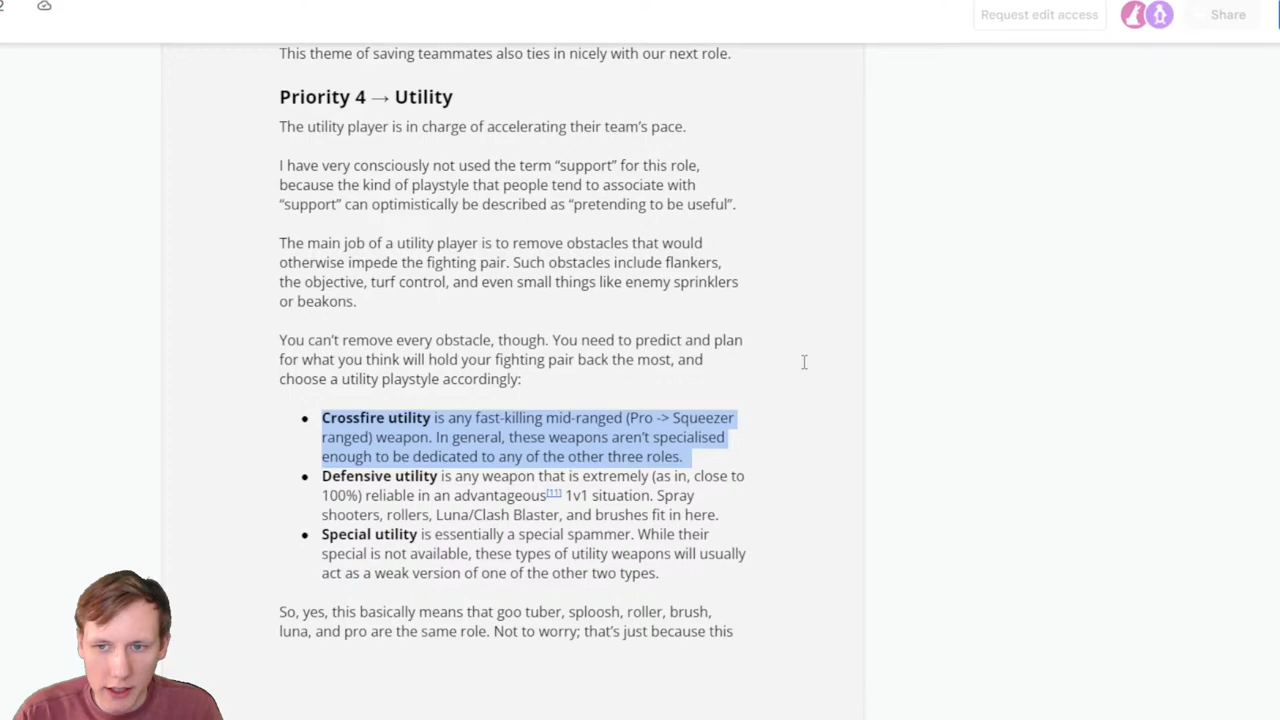 2
Request edit access
Share
This theme of saving teammates also ties in nicely with our next role.
Priority 4 → Utility
The utility player is in charge of accelerating their team’s pace.
I have very consciously not used the term “support” for this role,
because the kind of playstyle that people tend to associate with
“support” can optimistically be described as “pretending to be useful”.
The main job of a utility player is to remove obstacles that would
otherwise impede the fighting pair. Such obstacles include flankers,
the objective, turf control, and even small things like enemy sprinklers
or beakons.
You can’t remove every obstacle, though. You need to predict and plan
for what you think will hold your fighting pair back the most, and
choose a utility playstyle accordingly:
● Crossfire utility is any fast-killing mid-ranged (Pro -> Squeezer
ranged) weapon. In general, these weapons aren’t specialised
enough to be dedicated to any of the other three roles.
● Defensive utility is any weapon that is extremely (as in, close to
100%) reliable in an advantageous[11] 1v1 situation. Spray
shooters, rollers, Luna/Clash Blaster, and brushes fit in here.
● Special utility is essentially a special spammer. While their
special is not available, these types of utility weapons will usually
act as a weak version of one of the other two types.
So, yes, this basically means that goo tuber, sploosh, roller, brush,
luna, and pro are the same role. Not to worry; that’s just because this